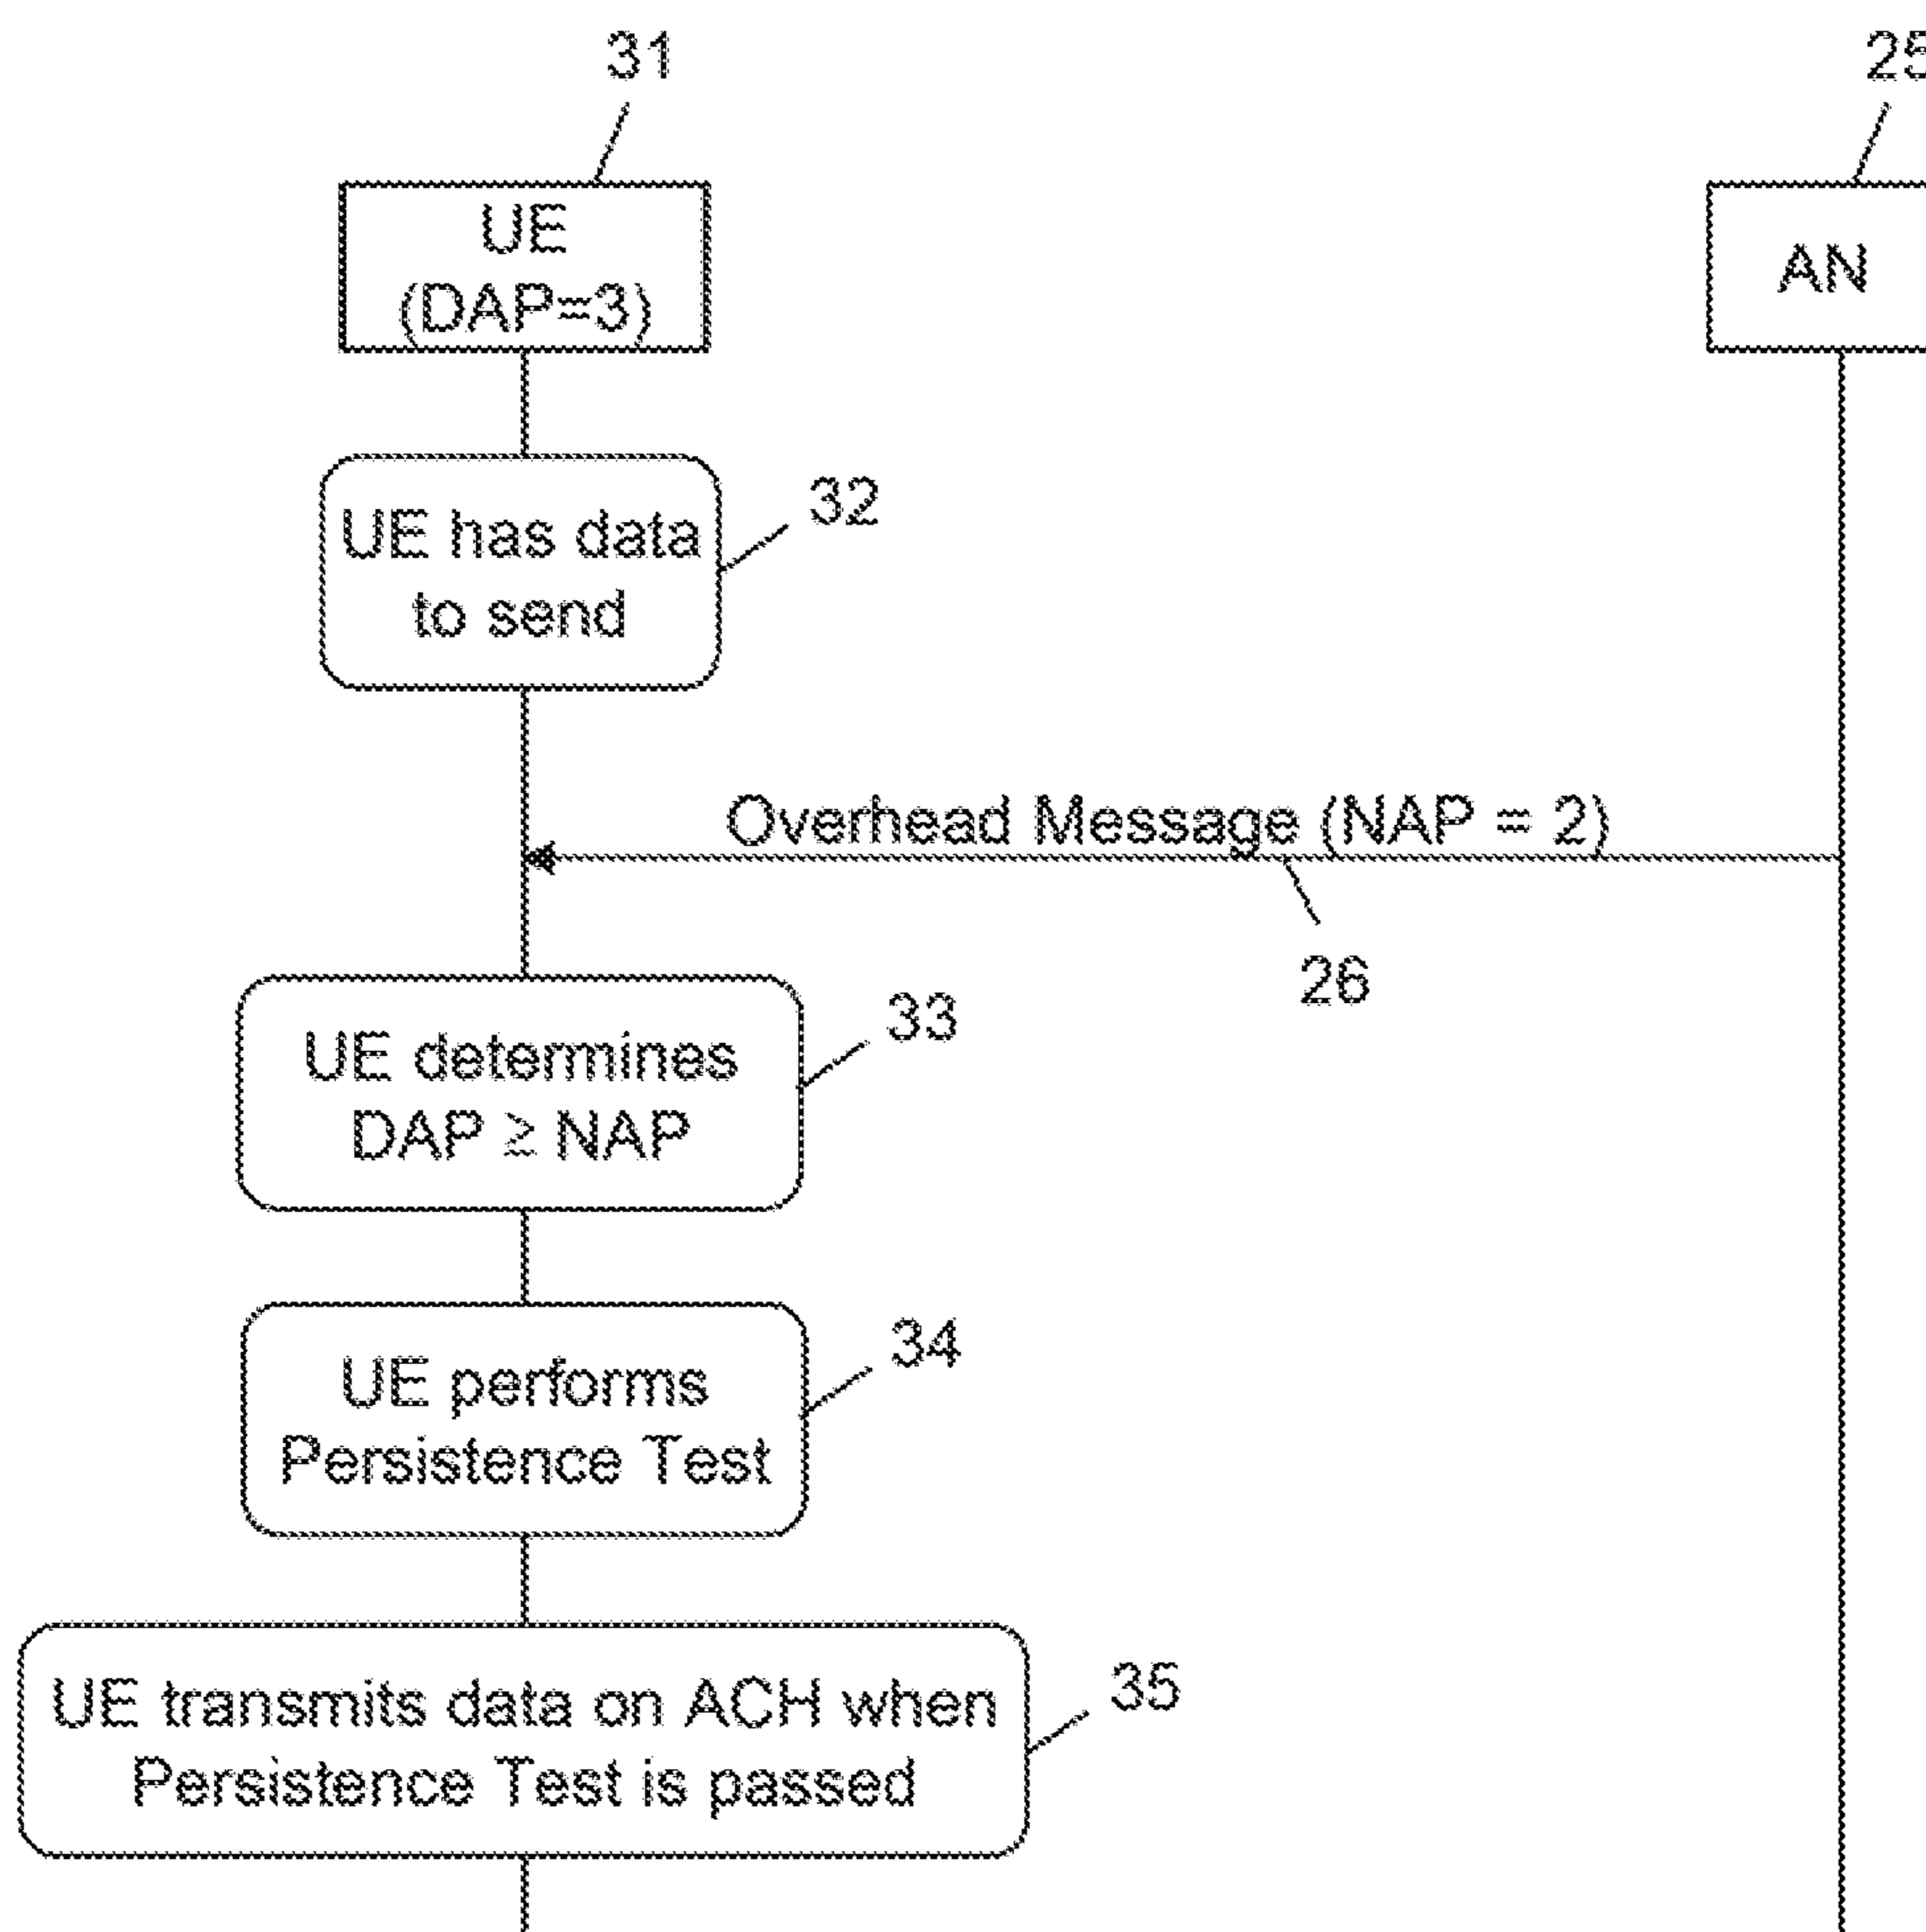 31
25
UE
(DAP=3)
AN
UE has data
to send
32
Overhead Message (NAP = 2)
26
UE determines
DAP ≥ NAP
33
UE performs
Persistence Test
34
UE transmits data on ACH when
Persistence Test is passed
35